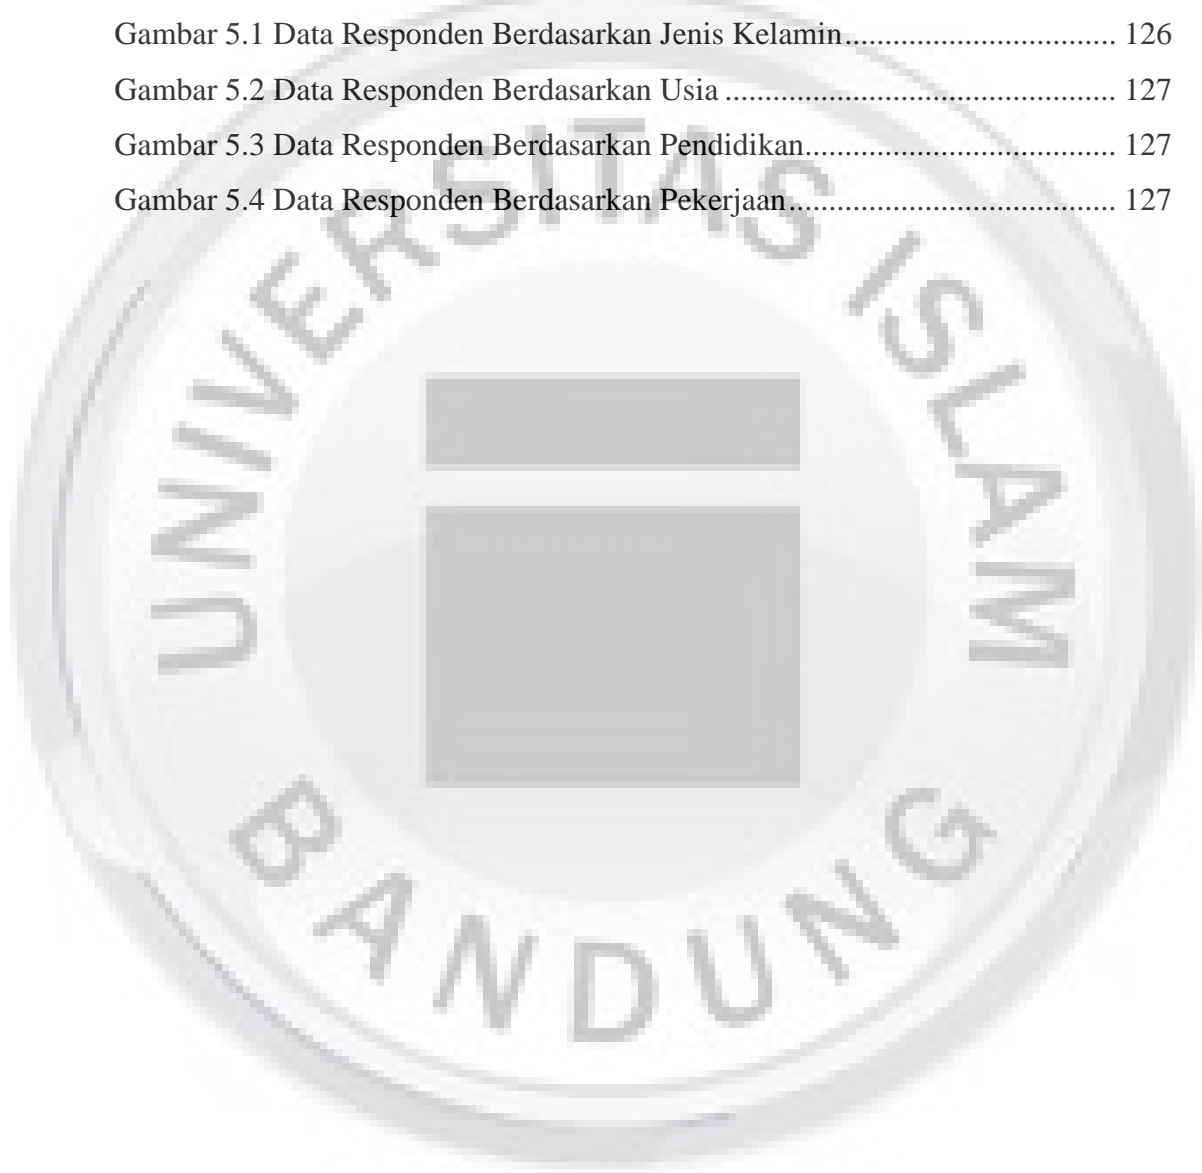 Gambar 5.1 Data Responden Berdasarkan Jenis Kelamin.................................. 126
Gambar 5.2 Data Responden Berdasarkan Usia ................................................. 127
Gambar 5.3 Data Responden Berdasarkan Pendidikan....................................... 127
Gambar 5.4 Data Responden Berdasarkan Pekerjaan......................................... 127
UNIVERSITAS ISLAM
BANDUNG